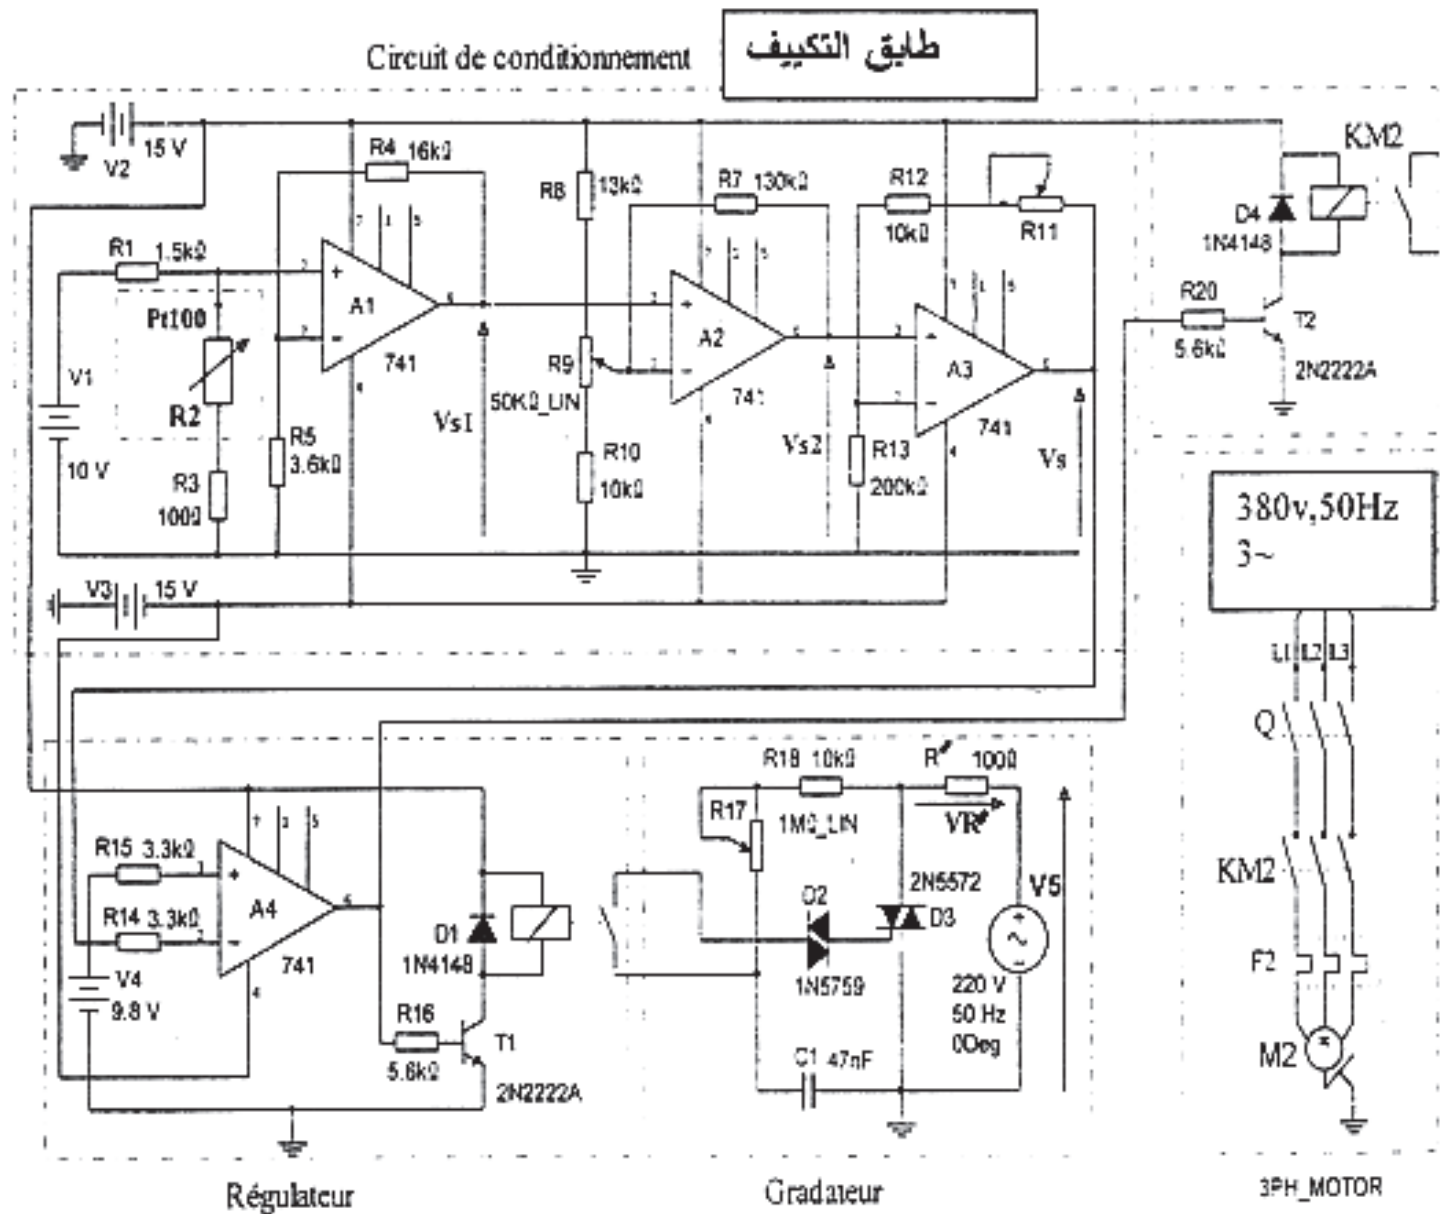 Circuit de conditionnement
طابق التكييف
V2
15 V
R4 16kΩ
R8
13kΩ
R7 130kΩ
R12
10kΩ
R11
KM2
D4
1N4148
R1
1.5kΩ
Pt100
R2
V1
10 V
R3
100Ω
R5
3.6kΩ
+
A1
-
741
Vs1
R9
50KΩ_LIN
R10
10kΩ
+
A2
-
741
Vs2
R13
200kΩ
-
A3
-
741
Vs
R20
5.6kΩ
T2
2N2222A
380v,50Hz
3~
V3
15 V
L1 L2 L3
Q
KM2
F2
M2
3PH_MOTOR
R15 3.3kΩ
R14 3.3kΩ
+
A4
-
741
V4
9.8 V
D1
1N4148
R16
5.6kΩ
T1
2N2222A
Régulateur
R18 10kΩ
R17
1MΩ_LIN
R' 100Ω
VR'
D2
1N5759
2N5572
D3
V5
220 V
50 Hz
0Deg
C1 47nF
Gradateur